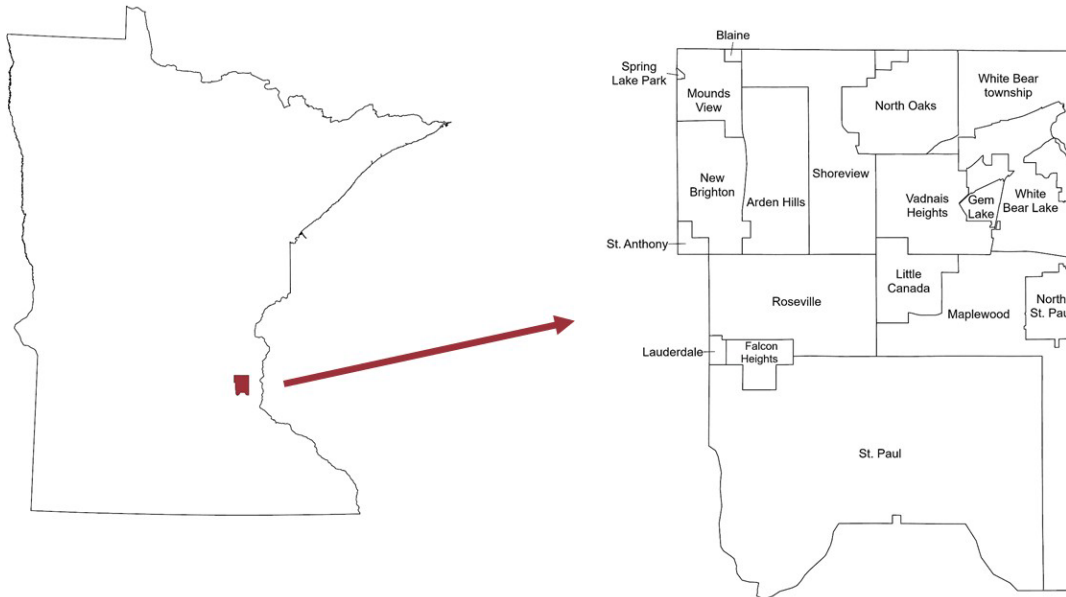 Blaine
Spring
Lake Park
White Bear
township
Mounds
View
North Oaks
Shoreview
New
Brighton
Arden Hills
Vadnais
Heights
Gem
Lake
White
Bear Lake
St. Anthony
Little
Canada
Roseville
Maplewood
North
St. Pau
Lauderdale
Falcon
Heights
St. Paul